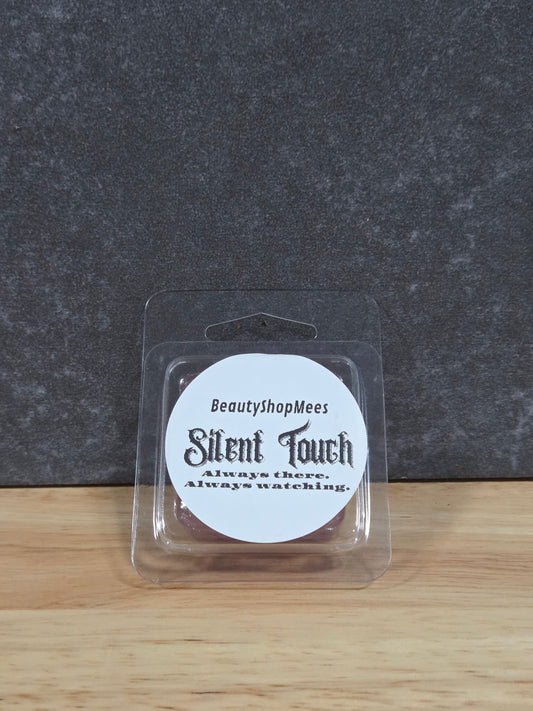 BeautyShopMees
Silent Touch
Always there.
Always watching.